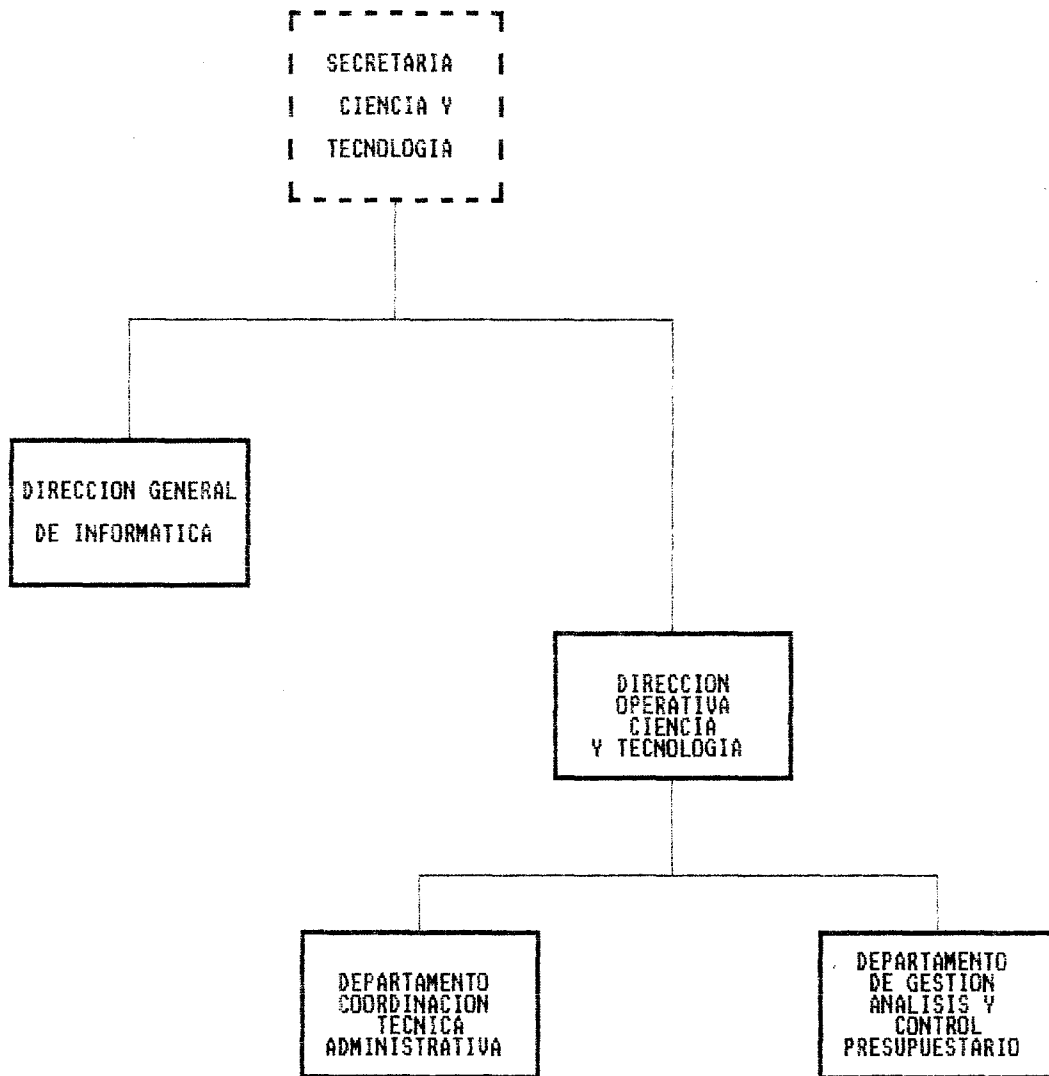 SECRETARIA
CIENCIA Y
TECNOLOGIA
DIRECCION GENERAL
DE INFORMATICA
DIRECCION
OPERATIVA
CIENCIA
Y TECNOLOGIA
DEPARTAMENTO
COORDINACION
TECNICA
ADMINISTRATIVA
DEPARTAMENTO
DE GESTION
ANALISIS Y
CONTROL
PRESUPUESTARIO